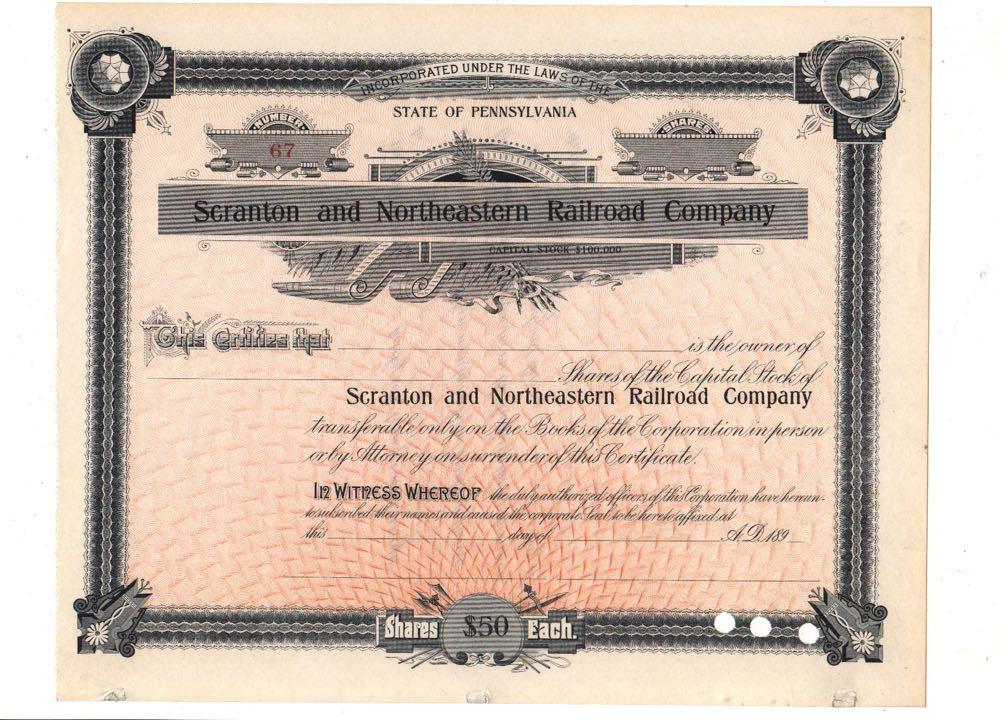 INCORPORATED UNDER THE LAWS OF THE
STATE OF PENNSYLVANIA
NUMBER
SHARES
67
Scranton and Northeastern Railroad Company
CAPITAL STOCK $100,000
This Certifies that is the owner of
Shares of the Capital Stock of
Scranton and Northeastern Railroad Company
transferable only on the Books of the Corporation in person
or by Attorney on surrender of this Certificate.
IN WITNESS WHEREOF the duly authorized officers of this Corporation have hereun-
to subscribed their names and caused the corporate Seal to be hereto affixed at
this day of A.D. 189
Shares $50 Each.